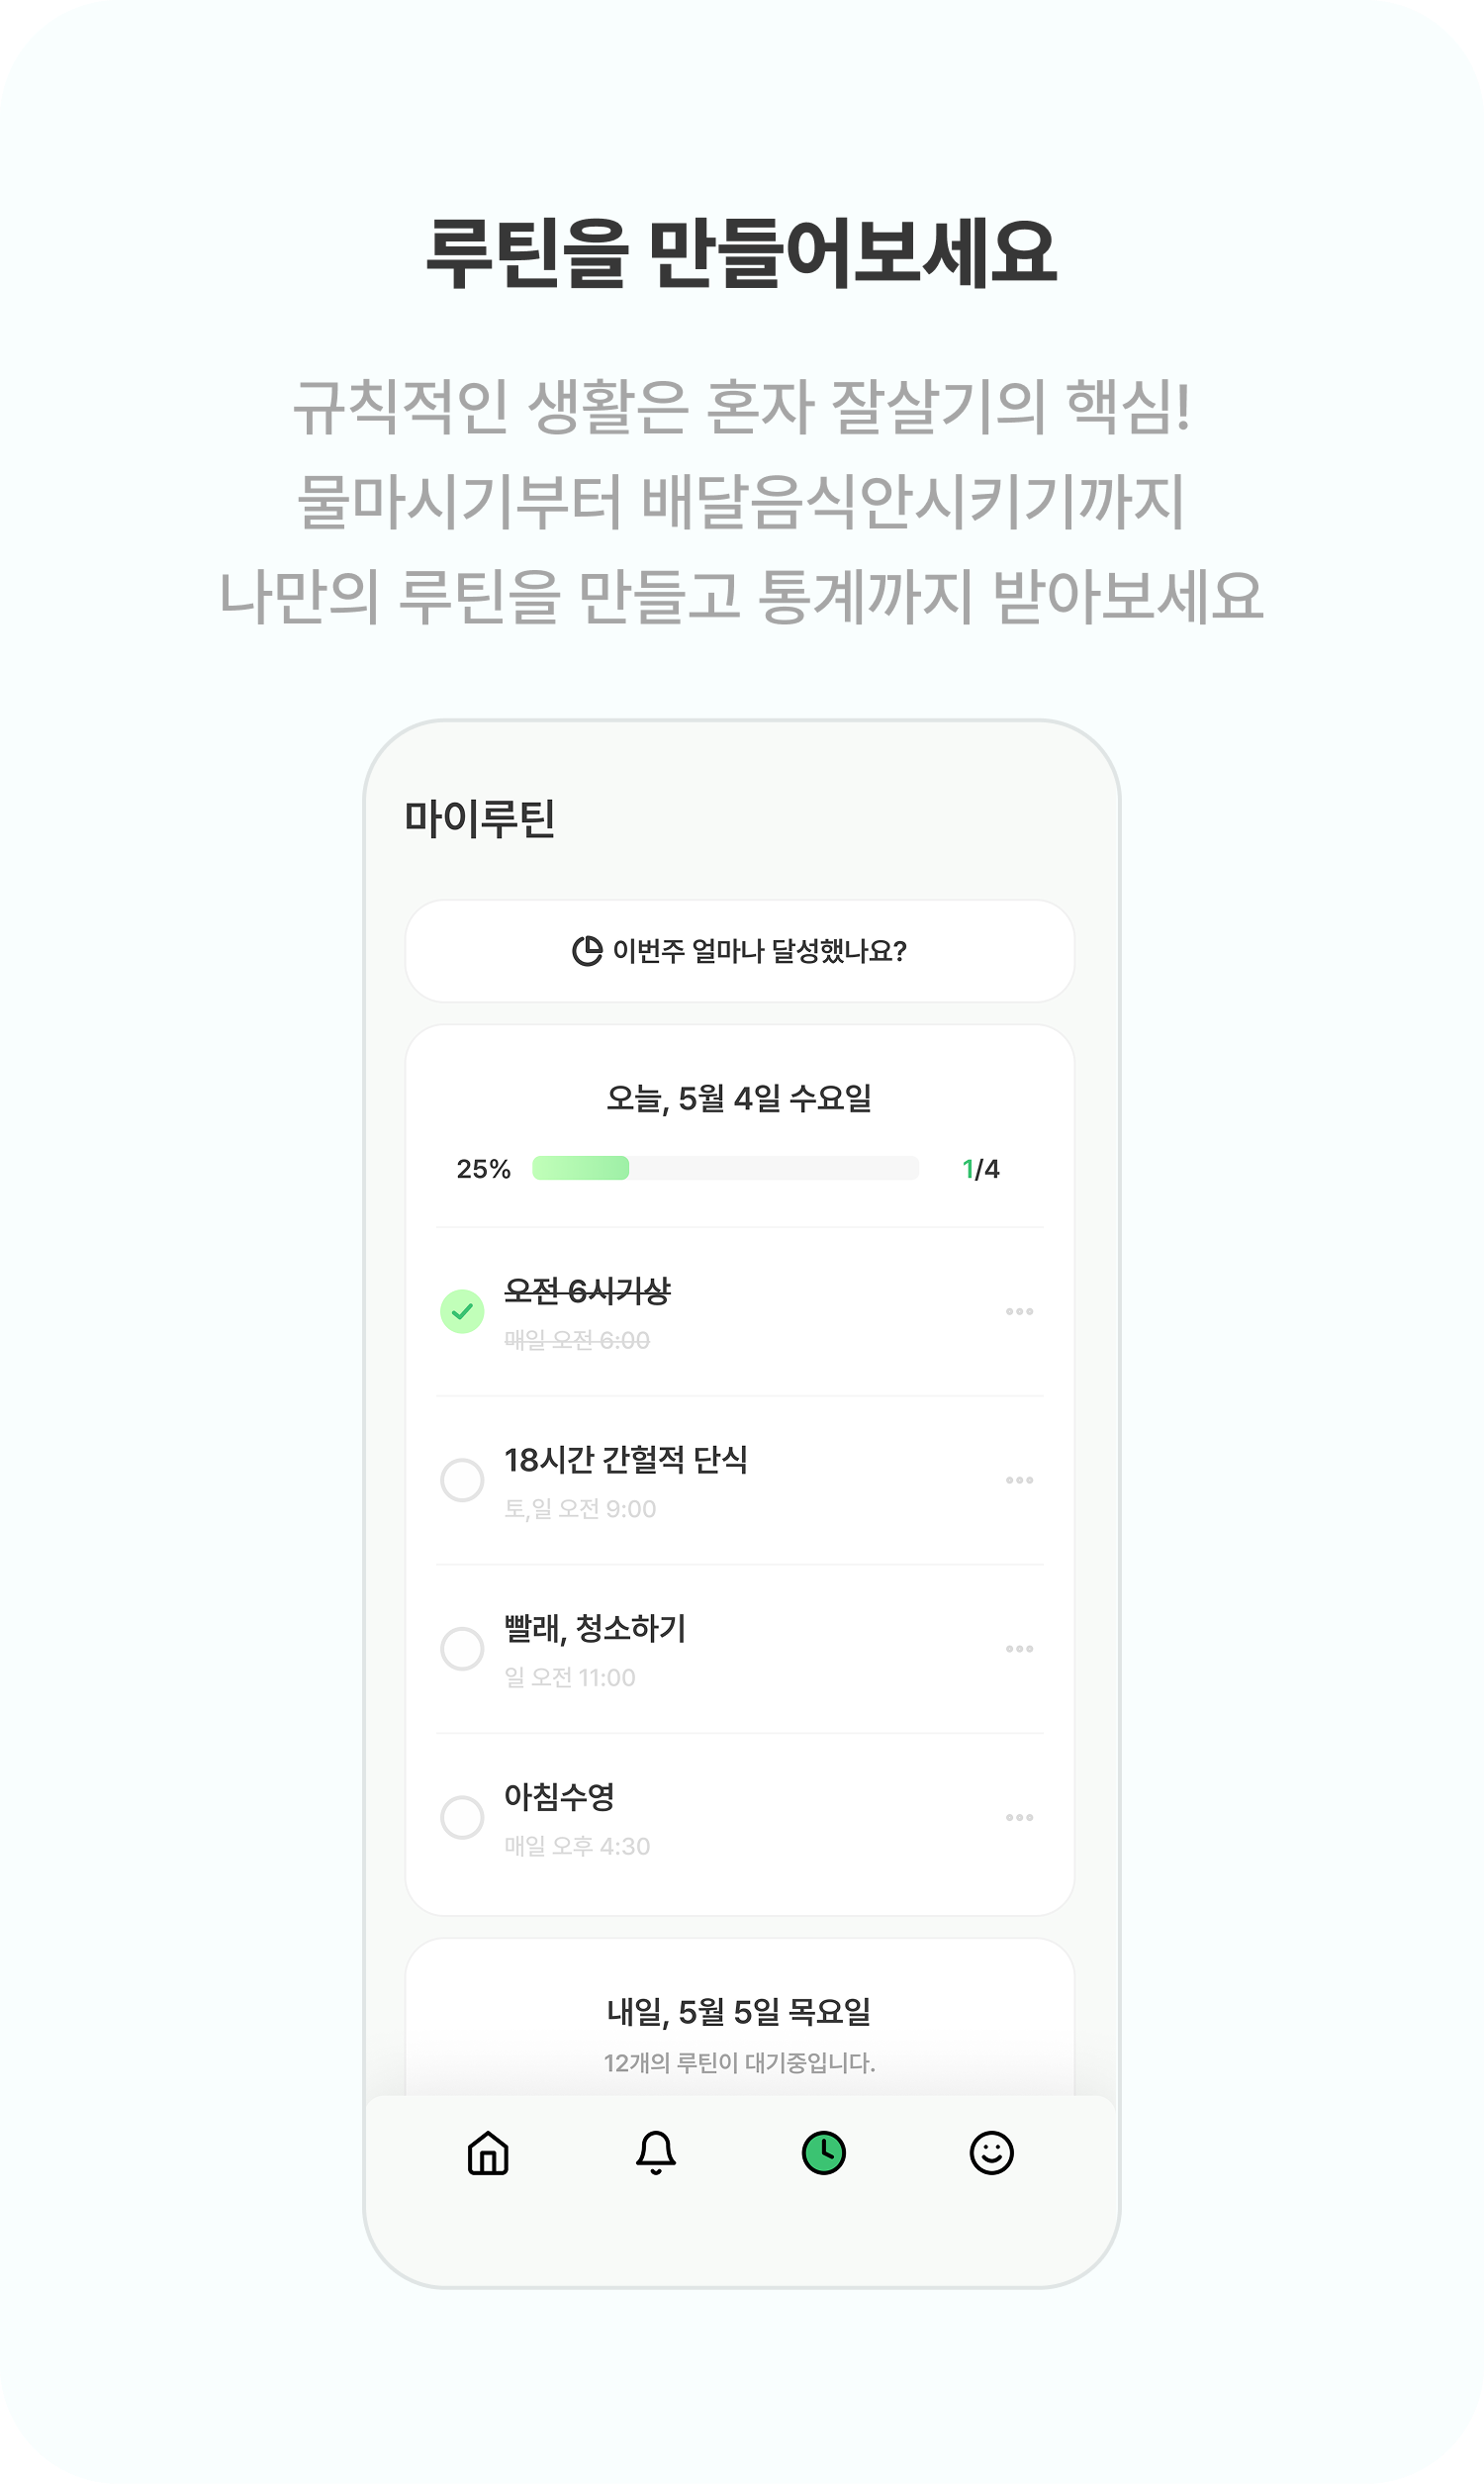 루틴을 만들어보세요
규칙적인 생활은 혼자 잘살기의 핵심!
물마시기부터 배달음식안시키기까지
나만의 루틴을 만들고 통계까지 받아보세요
마이루틴
이번주 얼마나 달성했나요?
오늘, 5월 4일 수요일
25% 1/4
오전 6시기상
매일 오전 6:00
18시간 간헐적 단식
토,일 오전 9:00
빨래, 청소하기
일 오전 11:00
아침수영
매일 오후 4:30
내일, 5월 5일 목요일
12개의 루틴이 대기중입니다.